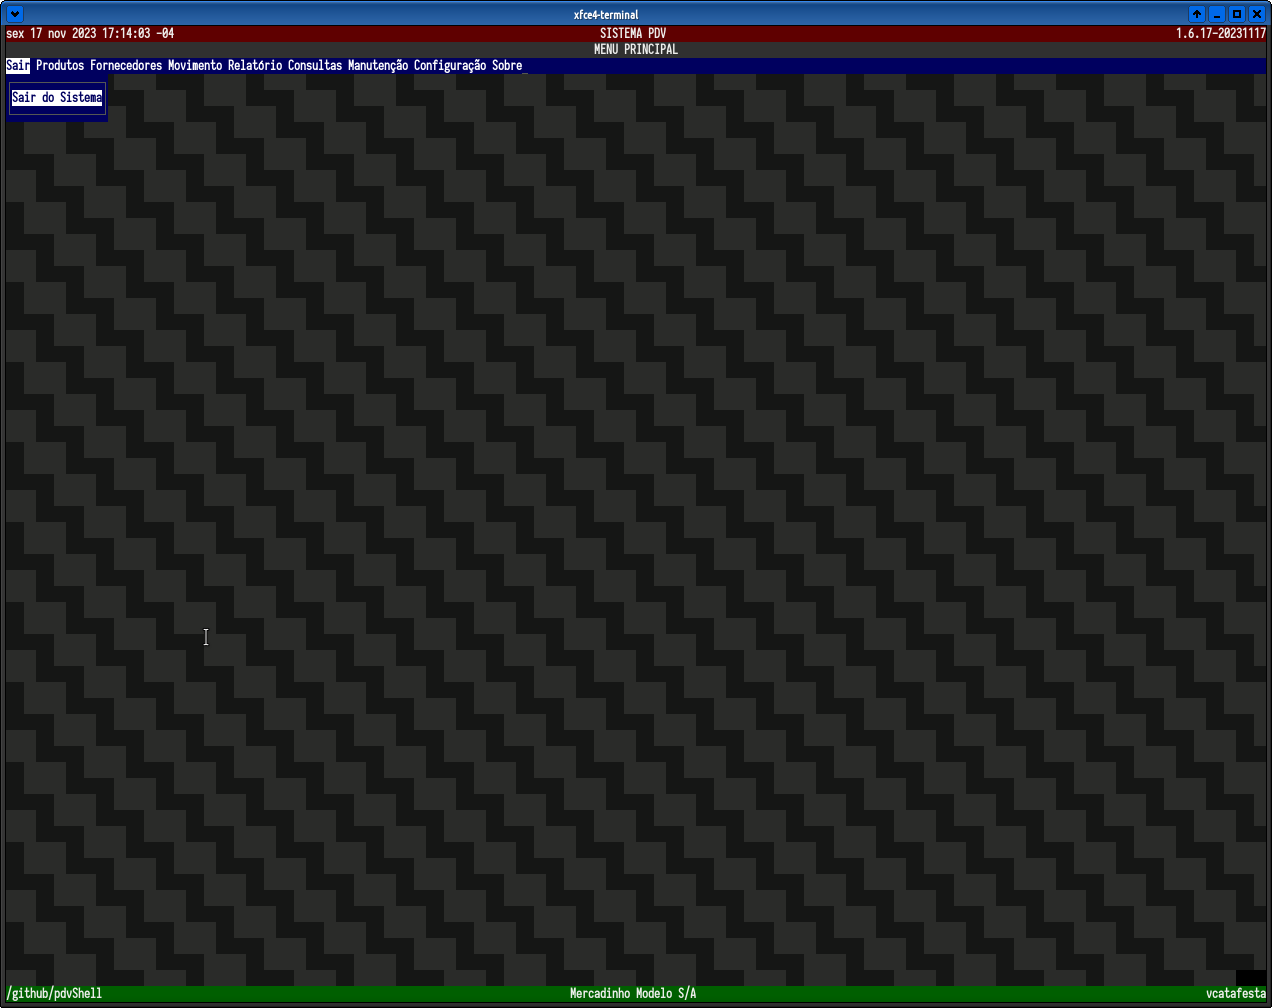 xfce4-terminal
sex 17 nov 2023 17:14:03 -04 SISTEMA PDV 1.6.17-20231117
MENU PRINCIPAL
Sair Produtos Fornecedores Movimento Relatório Consultas Manutenção Configuração Sobre_
Sair do Sistema
/github/pdvShell Mercadinho Modelo S/A vcatafesta